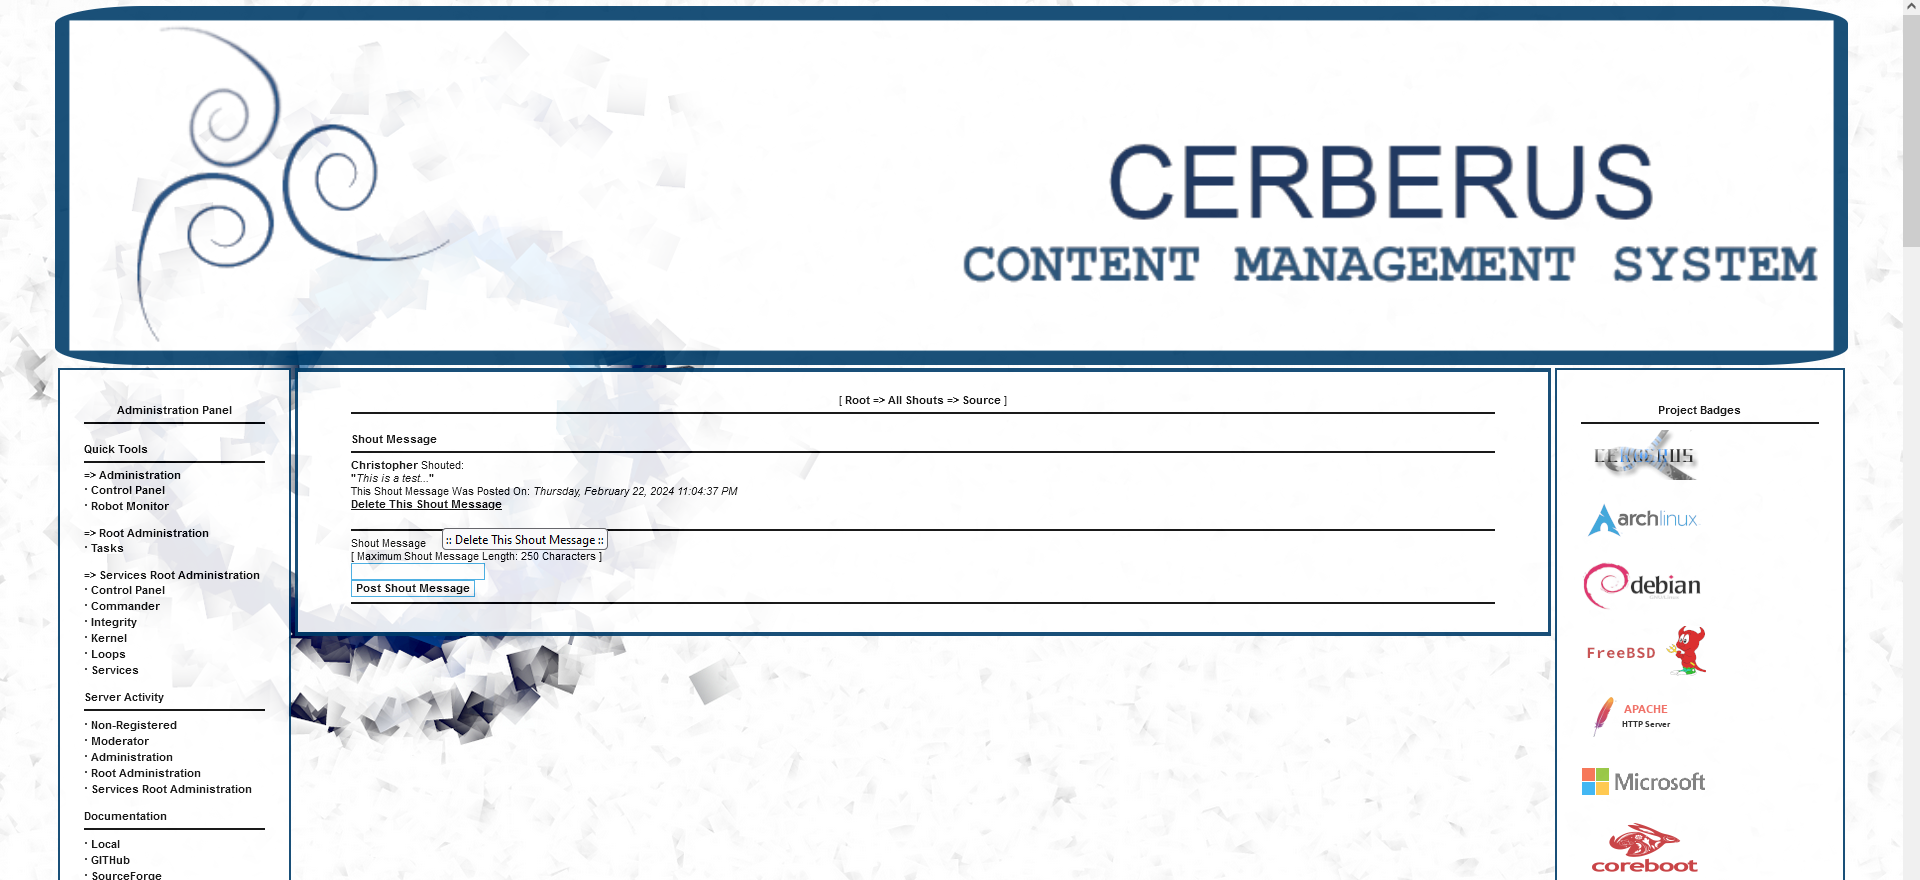 CERBERUS
CONTENT MANAGEMENT SYSTEM
Administration Panel
Quick Tools
=> Administration
· Control Panel
· Robot Monitor
=> Root Administration
· Tasks
=> Services Root Administration
· Control Panel
· Commander
· Integrity
· Kernel
· Loops
· Services
Server Activity
· Non-Registered
· Moderator
· Administration
· Root Administration
· Services Root Administration
Documentation
· Local
· GITHub
· SourceForge
[ Root => All Shouts => Source ]
Shout Message
Christopher Shouted:
"This is a test..."
This Shout Message Was Posted On: Thursday, February 22, 2024 11:04:37 PM
Delete This Shout Message
:: Delete This Shout Message ::
Shout Message
[ Maximum Shout Message Length: 250 Characters ]
Post Shout Message
Project Badges
CERBERUS
archlinux
debian
FreeBSD
APACHE
HTTP Server
Microsoft
coreboot